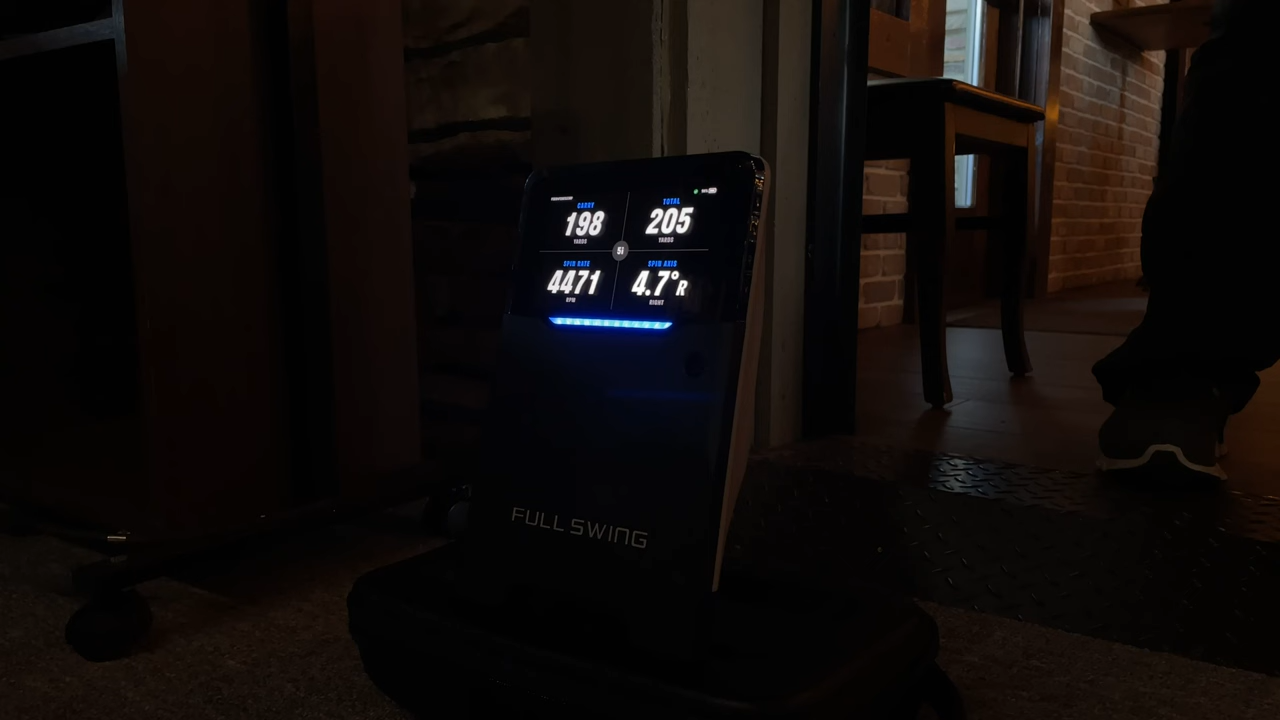 CARRY
198
YARDS
TOTAL
205
YARDS
5i
SPIN RATE
4471
RPM
SPIN AXIS
4.7°R
RIGHT
FULL SWING